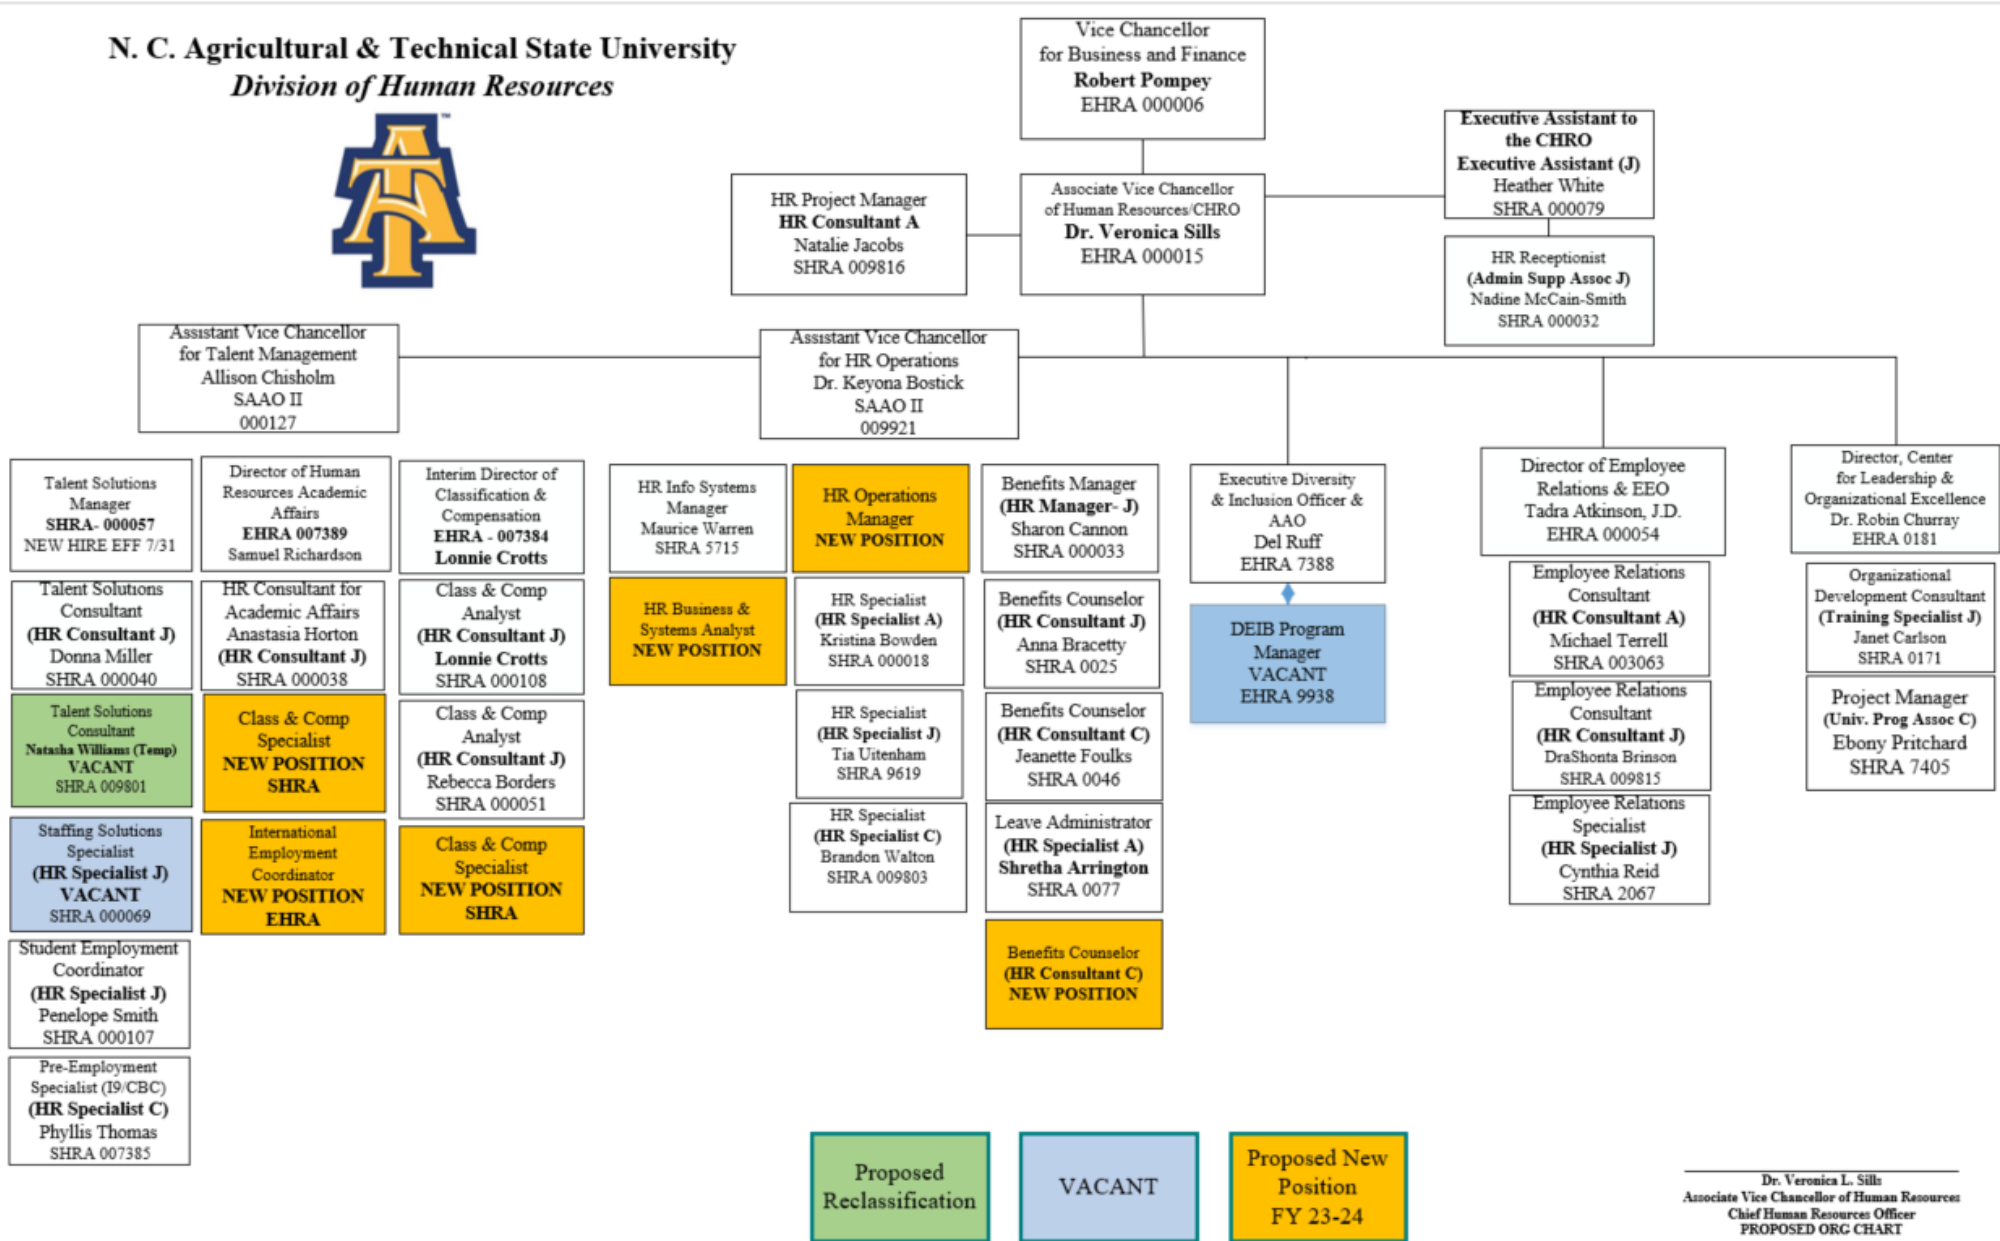 N. C. Agricultural & Technical State University
Division of Human Resources
™
Vice Chancellor
for Business and Finance
Robert Pompey
EHRA 000006
Executive Assistant to
the CHRO
Executive Assistant (J)
Heather White
SHRA 000079
HR Project Manager
HR Consultant A
Natalie Jacobs
SHRA 009816
Associate Vice Chancellor
of Human Resources/CHRO
Dr. Veronica Sills
EHRA 000015
HR Receptionist
(Admin Supp Assoc J)
Nadine McCain-Smith
SHRA 000032
Assistant Vice Chancellor
for Talent Management
Allison Chisholm
SAAO II
000127
Assistant Vice Chancellor
for HR Operations
Dr. Keyona Bostick
SAAO II
009921
Talent Solutions
Manager
SHRA- 000057
NEW HIRE EFF 7/31
Talent Solutions
Consultant
(HR Consultant J)
Donna Miller
SHRA 000040
Talent Solutions
Consultant
Natasha Williams (Temp)
VACANT
SHRA 009801
Staffing Solutions
Specialist
(HR Specialist J)
VACANT
SHRA 000069
Student Employment
Coordinator
(HR Specialist J)
Penelope Smith
SHRA 000107
Pre-Employment
Specialist (I9/CBC)
(HR Specialist C)
Phyllis Thomas
SHRA 007385
Director of Human
Resources Academic
Affairs
EHRA 007389
Samuel Richardson
HR Consultant for
Academic Affairs
Anastasia Horton
(HR Consultant J)
SHRA 000038
Class & Comp
Specialist
NEW POSITION
SHRA
International
Employment
Coordinator
NEW POSITION
EHRA
Interim Director of
Classification &
Compensation
EHRA - 007384
Lonnie Crotts
Class & Comp
Analyst
(HR Consultant J)
Lonnie Crotts
SHRA 000108
Class & Comp
Analyst
(HR Consultant J)
Rebecca Borders
SHRA 000051
Class & Comp
Specialist
NEW POSITION
SHRA
HR Info Systems
Manager
Maurice Warren
SHRA 5715
HR Business &
Systems Analyst
NEW POSITION
HR Operations
Manager
NEW POSITION
HR Specialist
(HR Specialist A)
Kristina Bowden
SHRA 000018
HR Specialist
(HR Specialist J)
Tia Uitenham
SHRA 9619
HR Specialist
(HR Specialist C)
Brandon Walton
SHRA 009803
Benefits Manager
(HR Manager- J)
Sharon Cannon
SHRA 000033
Benefits Counselor
(HR Consultant J)
Anna Bracetty
SHRA 0025
Benefits Counselor
(HR Consultant C)
Jeanette Foulks
SHRA 0046
Leave Administrator
(HR Specialist A)
Shretha Arrington
SHRA 0077
Benefits Counselor
(HR Consultant C)
NEW POSITION
Executive Diversity
& Inclusion Officer &
AAO
Del Ruff
EHRA 7388
DEIB Program
Manager
VACANT
EHRA 9938
Director of Employee
Relations & EEO
Tadra Atkinson, J.D.
EHRA 000054
Employee Relations
Consultant
(HR Consultant A)
Michael Terrell
SHRA 003063
Employee Relations
Consultant
(HR Consultant J)
DraShonta Brinson
SHRA 009815
Employee Relations
Specialist
(HR Specialist J)
Cynthia Reid
SHRA 2067
Director, Center
for Leadership &
Organizational Excellence
Dr. Robin Churray
EHRA 0181
Organizational
Development Consultant
(Training Specialist J)
Janet Carlson
SHRA 0171
Project Manager
(Univ. Prog Assoc C)
Ebony Pritchard
SHRA 7405
Proposed
Reclassification
VACANT
Proposed New
Position
FY 23-24
Dr. Veronica L. Sills
Associate Vice Chancellor of Human Resources
Chief Human Resources Officer
PROPOSED ORG CHART